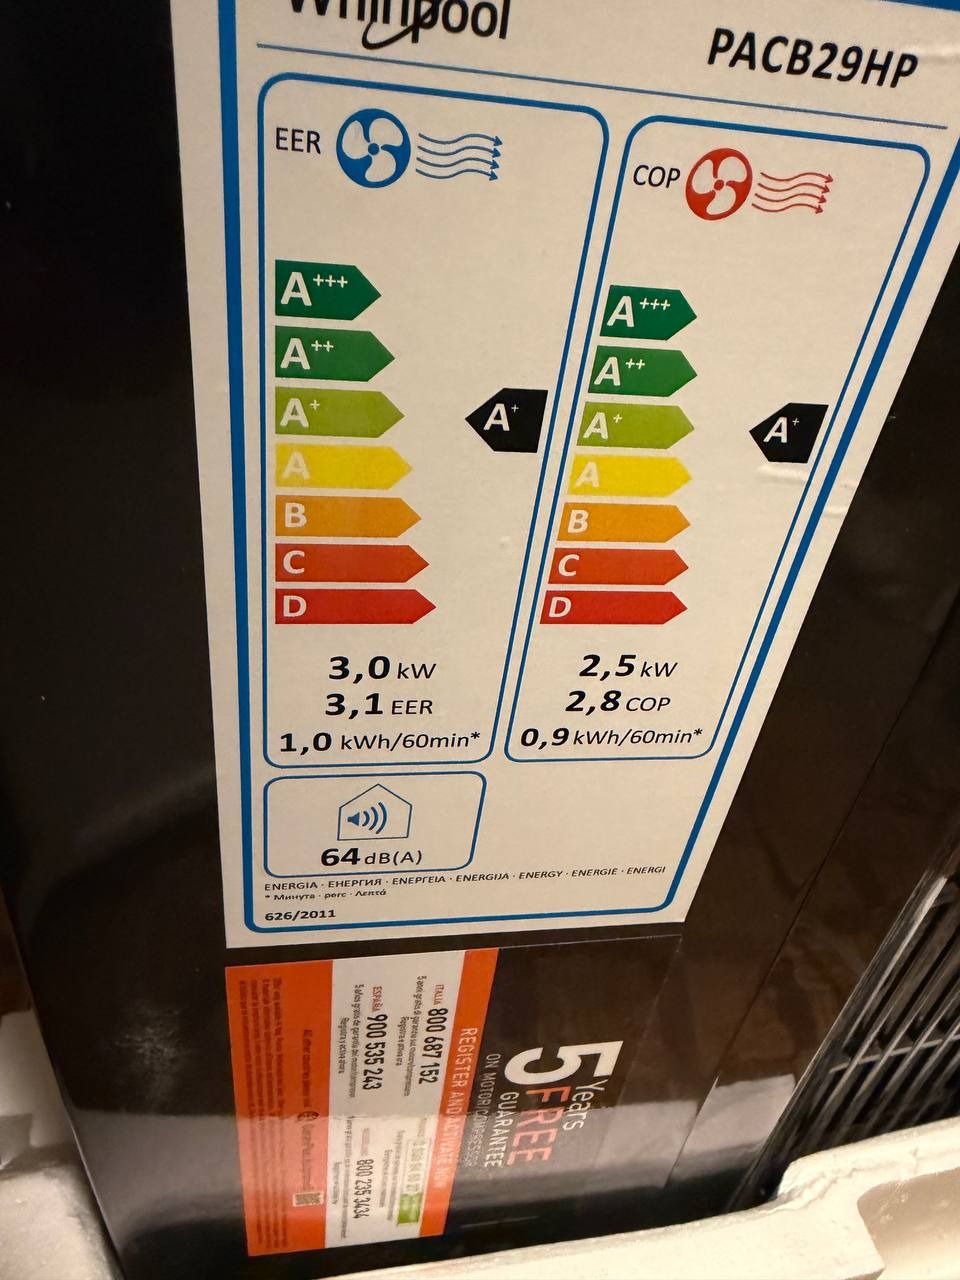 Whirlpool
PACB29HP
EER
A+++
A++
A+
A
B
C
D
A+
3,0 kW
3,1 EER
1,0 kWh/60min*
COP
A+++
A++
A+
A
B
C
D
A+
2,5 kW
2,8 COP
0,9 kWh/60min*
64 dB(A)
ENERGIA · ЕНЕРГИЯ · ΕΝΕΡΓΕΙΑ · ENERGIJA · ENERGY · ENERGIE · ENERGI
* Минута · perc · Λεπτά
626/2011
5 Years
FREE
GUARANTEE
ON MOTOR/COMPRESSOR
REGISTER AND ACTIVATE NOW
ITALIA 800 687 152
ESPAÑA 900 535 243
800 235 3434